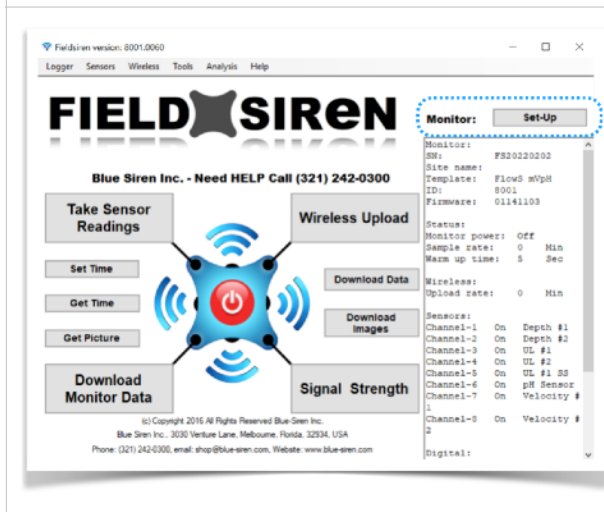 Fieldsiren version: 8001.0060
Logger Sensors Wireless Tools Analysis Help
FIELD SIReN
Blue Siren Inc. - Need HELP Call (321) 242-0300
Take Sensor
Readings
Wireless Upload
Set Time
Get Time
Get Picture
Download Data
Download
Images
Download
Monitor Data
Signal Strength
(c) Copyright 2016 All Rights Reserved Blue-Siren Inc.
Blue Siren Inc., 3030 Venture Lane, Melbourne, Florida, 32934, USA
Phone: (321) 242-0300, email: shop@blue-siren.com, Website: www.blue-siren.com
Monitor: Set-Up
Monitor:
SN: FS20220202
Site name:
Template: FlowS mVpH
ID: 8001
Firmware: 01141103
Status:
Monitor power: Off
Sample rate: 0 Min
Warm up time: 5 Sec
Wireless:
Upload rate: 0 Min
Sensors:
Channel-1 On Depth #1
Channel-2 On Depth #2
Channel-3 On UL #1
Channel-4 On UL #2
Channel-5 On UL #1 SS
Channel-6 On pH Sensor
Channel-7 On Velocity #
1
Channel-8 On Velocity #
2
Digital: